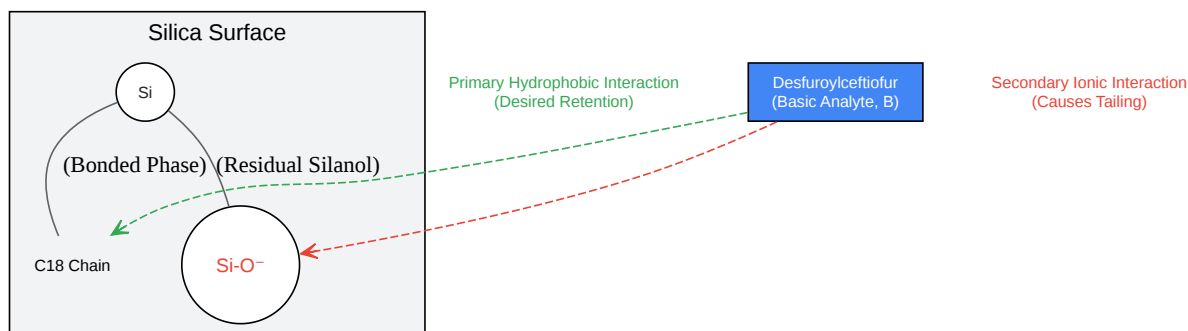 Silica Surface
Si
(Bonded Phase)
(Residual Silanol)
C18 Chain
Si-O⁻
Primary Hydrophobic Interaction
(Desired Retention)
Desfuroylceftiofur
(Basic Analyte, B)
Secondary Ionic Interaction
(Causes Tailing)